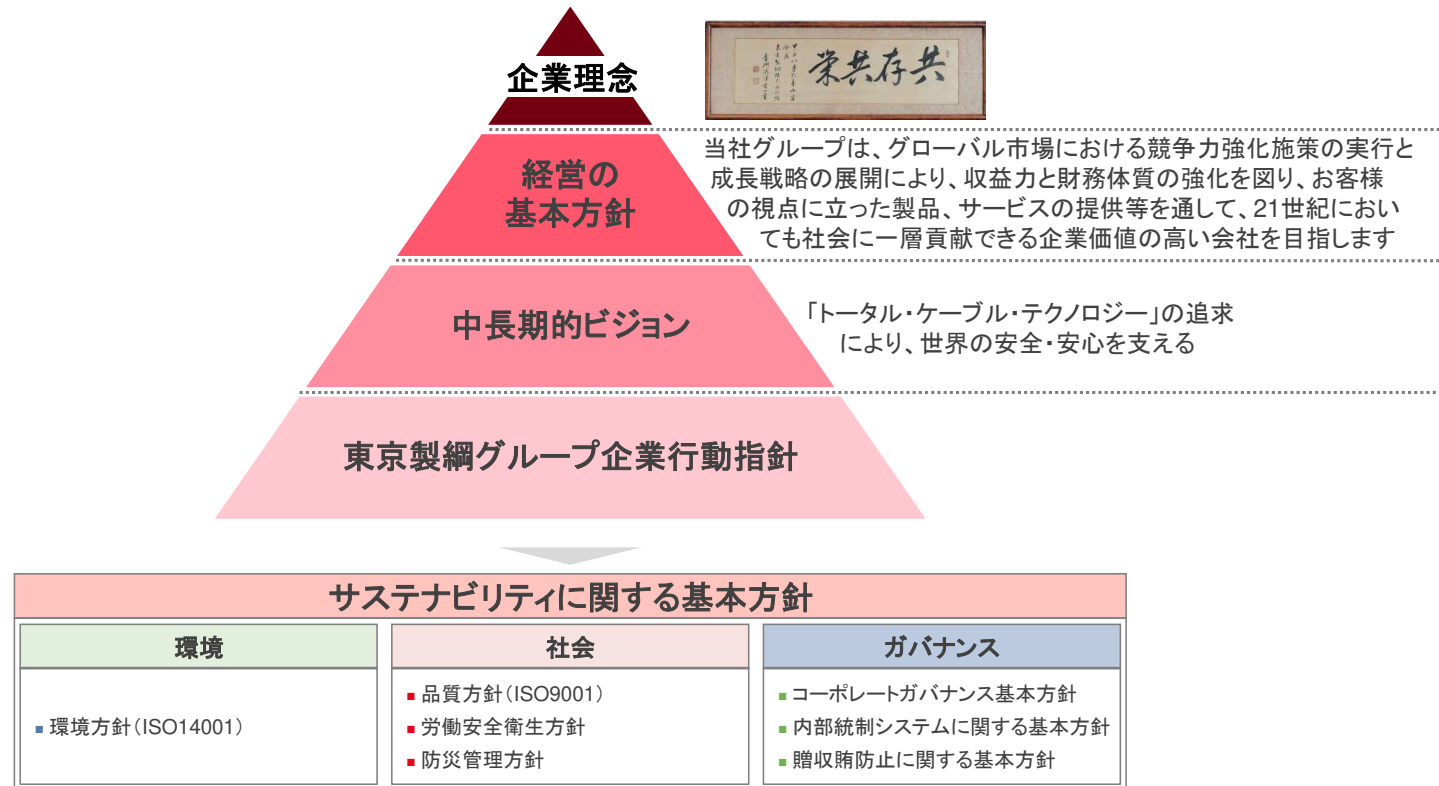 企業理念
栄共存共
経営の
基本方針
当社グループは、グローバル市場における競争力強化施策の実行と
成長戦略の展開により、収益力と財務体質の強化を図り、お客様
の視点に立った製品、サービスの提供等を通して、21世紀におい
ても社会に一層貢献できる企業価値の高い会社を目指します
中長期的ビジョン
「トータル・ケーブル・テクノロジー」の追求
により、世界の安全・安心を支える
東京製綱グループ企業行動指針
サステナビリティに関する基本方針
環境
■ 環境方針（ISO14001）
社会
■ 品質方針（ISO9001）
■ 労働安全衛生方針
■ 防災管理方針
ガバナンス
■ コーポレートガバナンス基本方針
■ 内部統制システムに関する基本方針
■ 贈収賄防止に関する基本方針